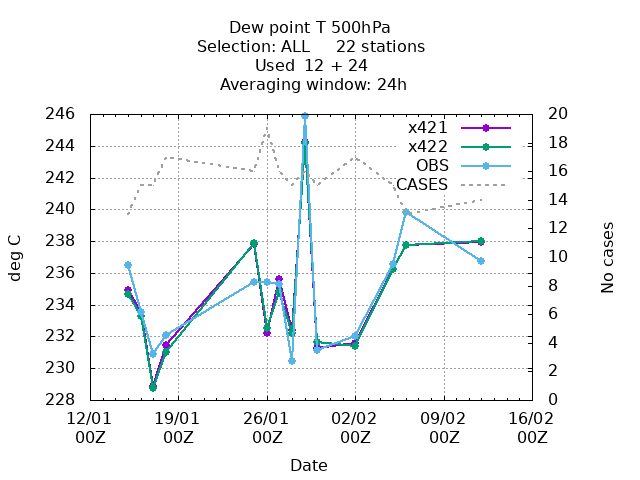 Dew point T 500hPa
Selection: ALL     22 stations
Used  12 + 24
Averaging window: 24h
246
244
242
240
238
236
234
232
230
228
deg C
20
18
16
14
12
10
8
6
4
2
0
No cases
x421
x422
OBS
CASES
12/01 19/01 26/01 02/02 09/02 16/02
00Z 00Z 00Z 00Z 00Z 00Z
Date